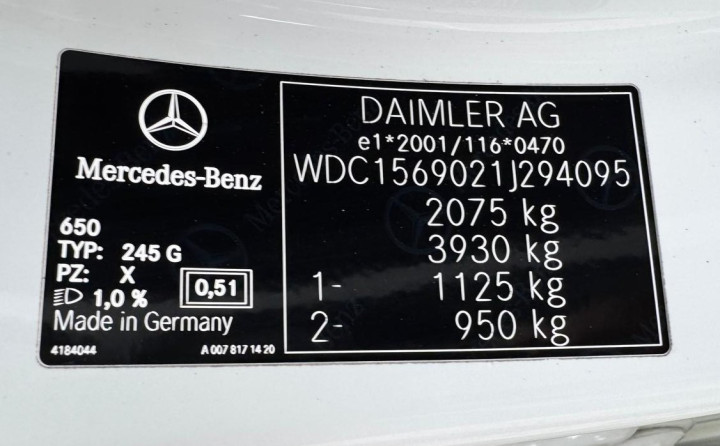 Mercedes-Benz
650
TYP: 245 G
PZ: X
1,0 %
0,51
Made in Germany
4184044
A 007 817 14 20
DAIMLER AG
e1*2001/116*0470
WDC1569021J294095
2075 kg
3930 kg
1- 1125 kg
2- 950 kg